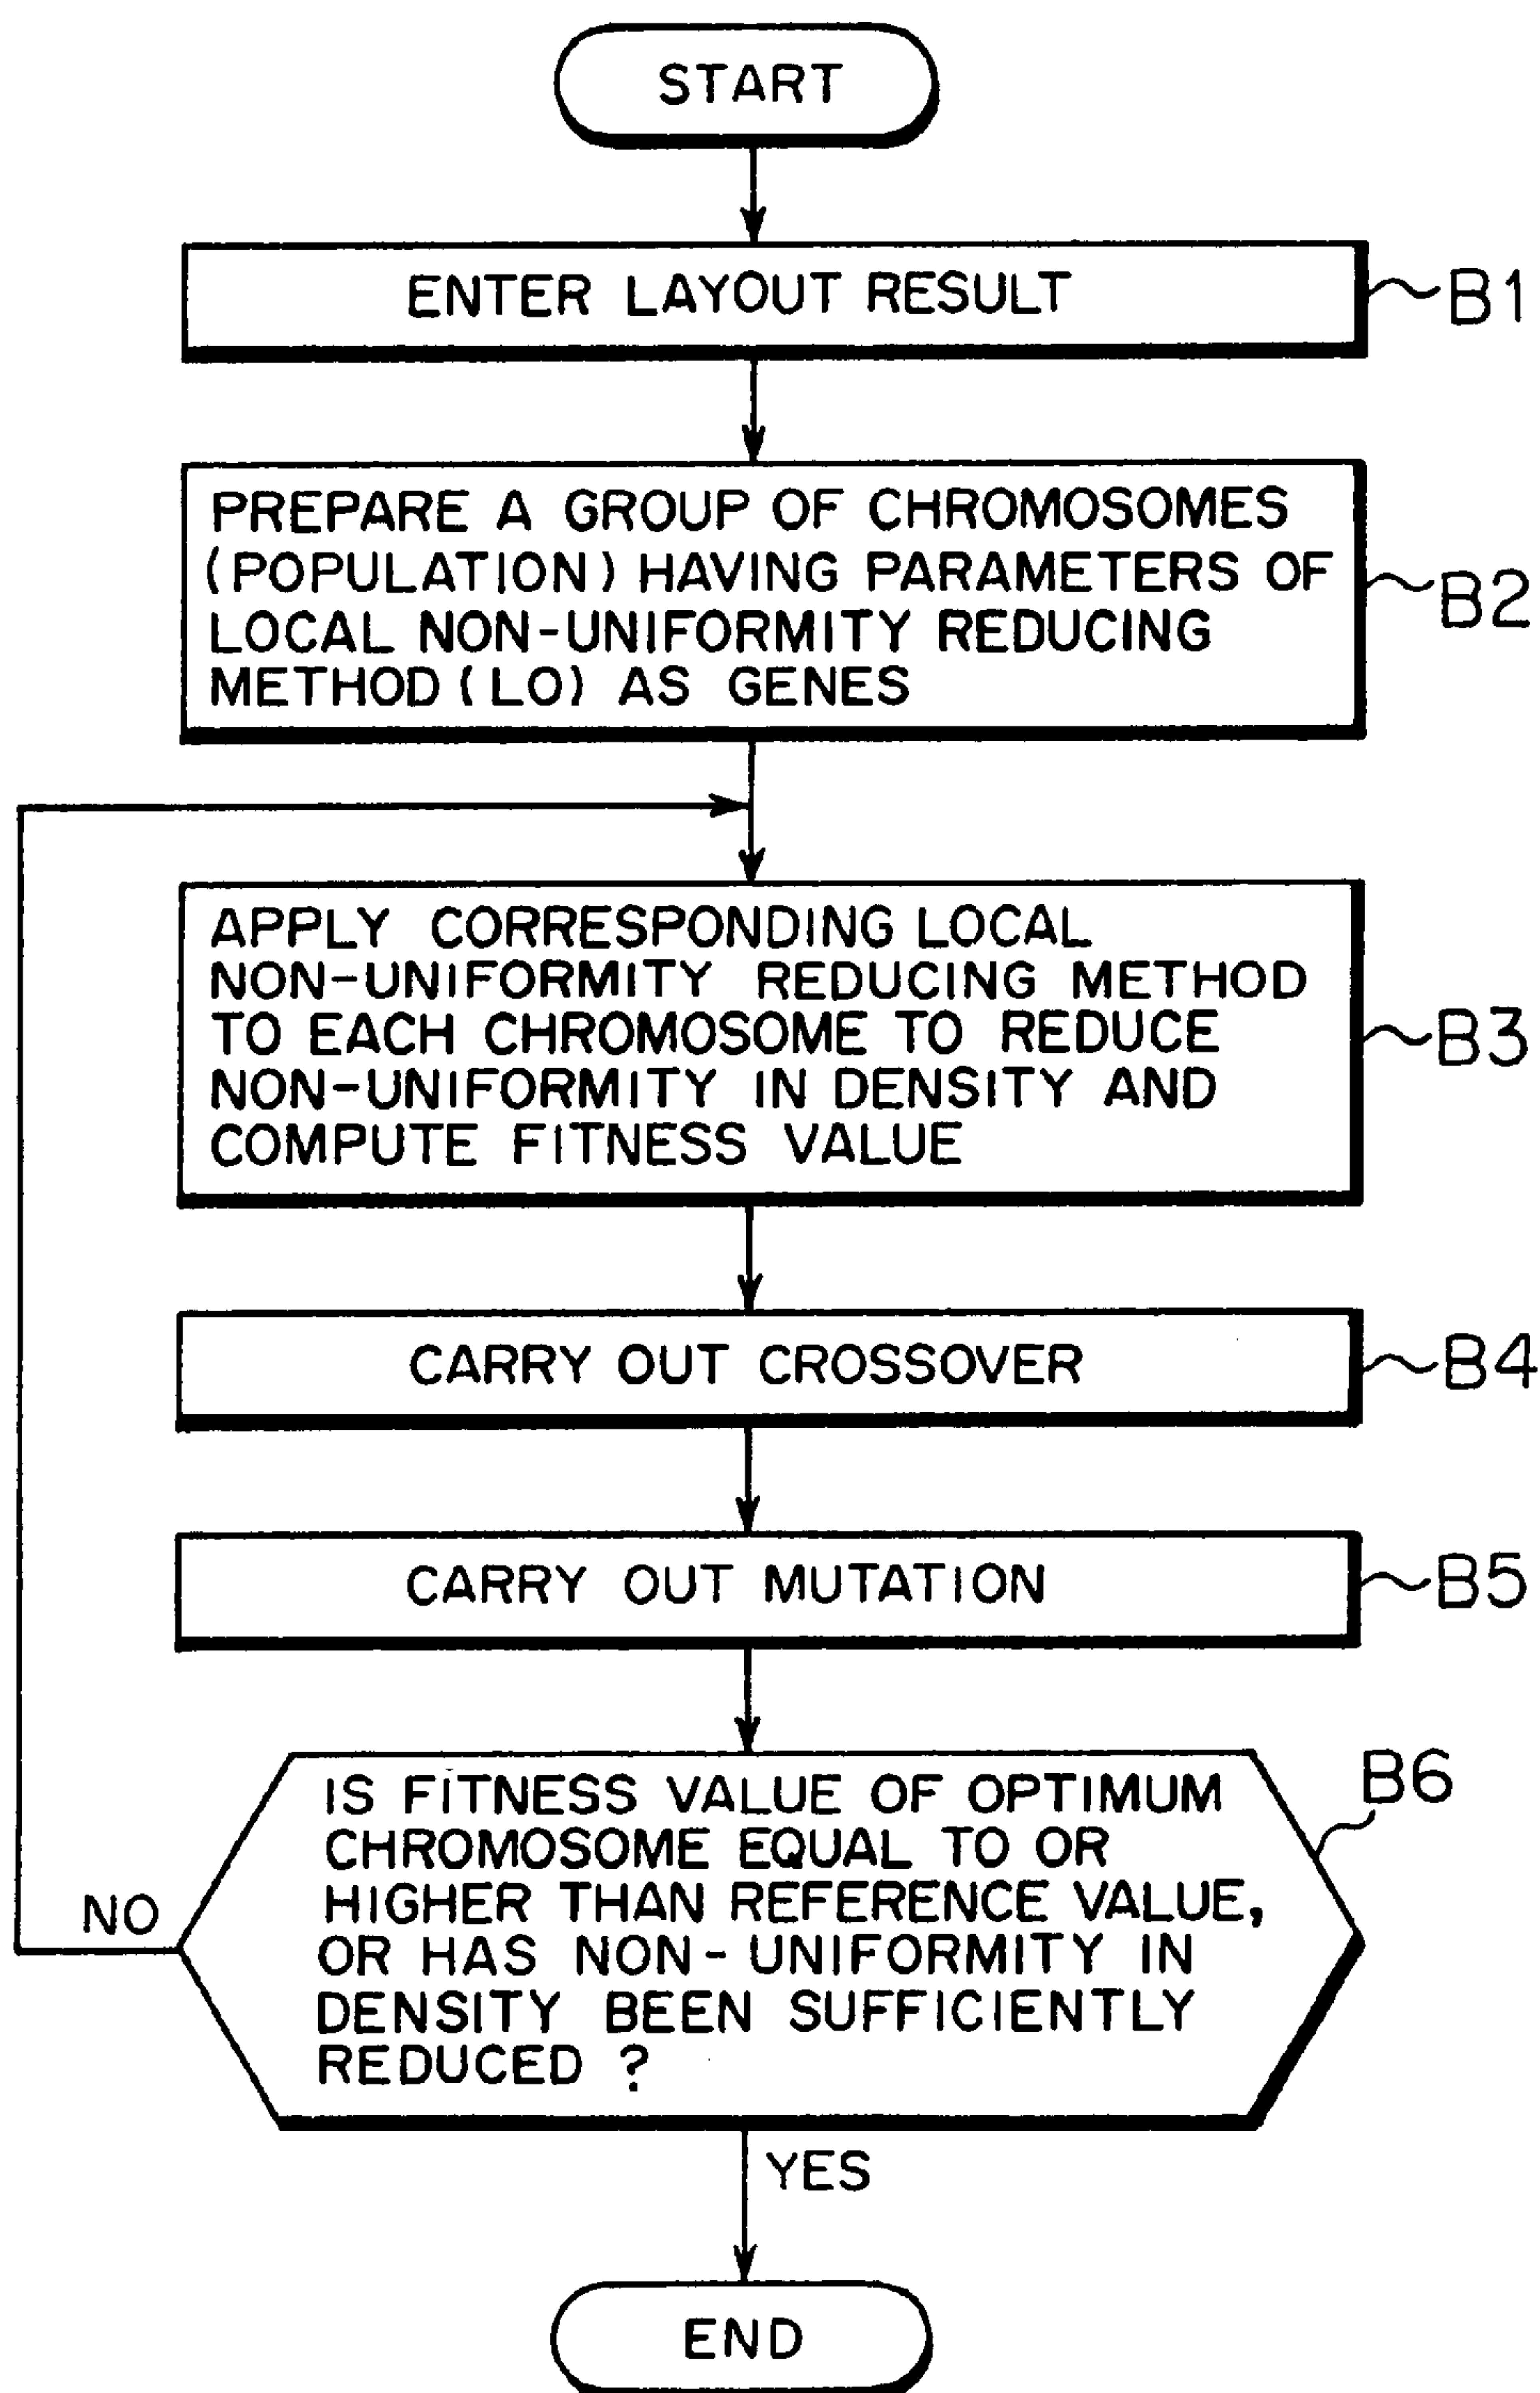 START
ENTER LAYOUT RESULT
B1
PREPARE A GROUP OF CHROMOSOMES
(POPULATION) HAVING PARAMETERS OF
LOCAL NON-UNIFORMITY REDUCING
METHOD (LO) AS GENES
B2
APPLY CORRESPONDING LOCAL
NON-UNIFORMITY REDUCING METHOD
TO EACH CHROMOSOME TO REDUCE
NON-UNIFORMITY IN DENSITY AND
COMPUTE FITNESS VALUE
B3
CARRY OUT CROSSOVER
B4
CARRY OUT MUTATION
B5
IS FITNESS VALUE OF OPTIMUM
CHROMOSOME EQUAL TO OR
HIGHER THAN REFERENCE VALUE,
OR HAS NON-UNIFORMITY IN
DENSITY BEEN SUFFICIENTLY
REDUCED ?
B6
NO
YES
END